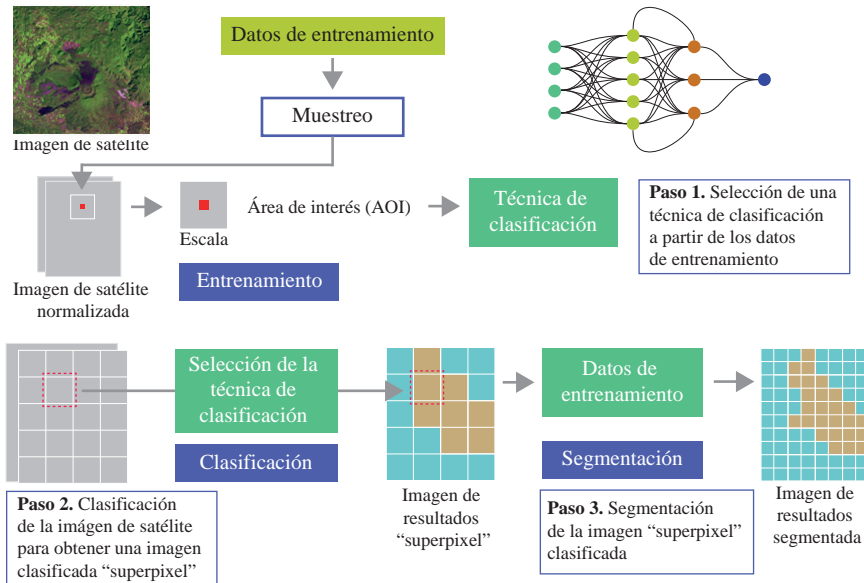 Datos de entrenamiento
Muestreo
Imagen de satélite
Escala
Área de interés (AOI)
Técnica de
clasificación
Paso 1. Selección de una
técnica de clasificación
a partir de los datos
de entrenamiento
Imagen de satélite
normalizada
Entrenamiento
Selección de la
técnica de
clasificación
Datos de
entrenamiento
Clasificación
Segmentación
Paso 2. Clasificación
de la imágen de satélite
para obtener una imagen
clasificada “superpixel”
Imagen de
resultados
“superpixel”
Paso 3. Segmentación
de la imagen “superpixel”
clasificada
Imagen de
resultados
segmentada